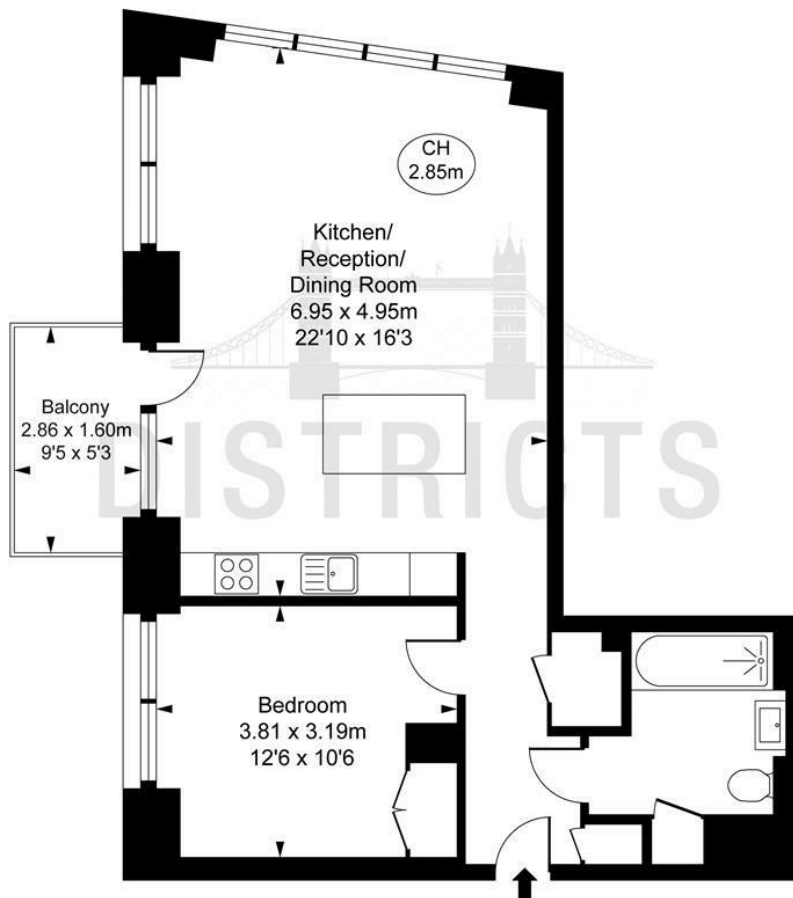 CH
2.85m
Kitchen/
Reception/
Dining Room
6.95 x 4.95m
22'10 x 16'3
Balcony
2.86 x 1.60m
9'5 x 5'3
DISTRICTS
Bedroom
3.81 x 3.19m
12'6 x 10'6